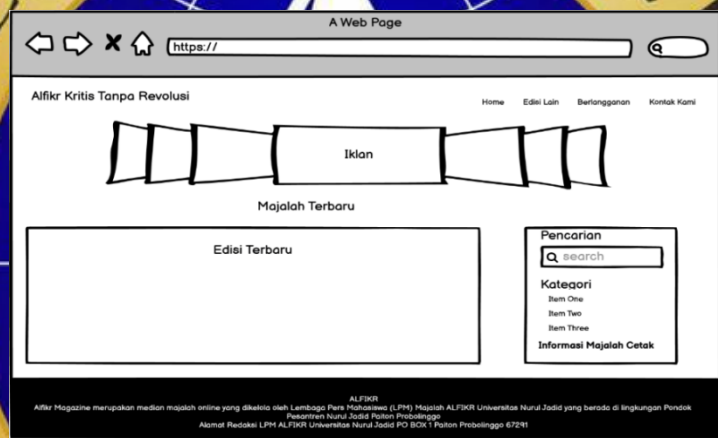 A Web Page
https://
Alfikr Kritis Tanpa Revolusi
Home Edisi Lain Berlangganan Kontak Kami
Iklan
Majalah Terbaru
Edisi Terbaru
Pencarian
search
Kategori
Item One
Item Two
Item Three
Informasi Majalah Cetak
ALFIKR
Alfikr Magazine merupakan median majalah online yang dikelola oleh Lembaga Pers Mahasiswa (LPM) Majalah ALFIKR Universitas Nurul Jadid yang berada di lingkungan Pondok
Pesantren Nurul Jadid Paiton Probolinggo
Alamat Redaksi LPM ALFIKR Universitas Nurul Jadid PO BOX 1 Paiton Probolinggo 67291